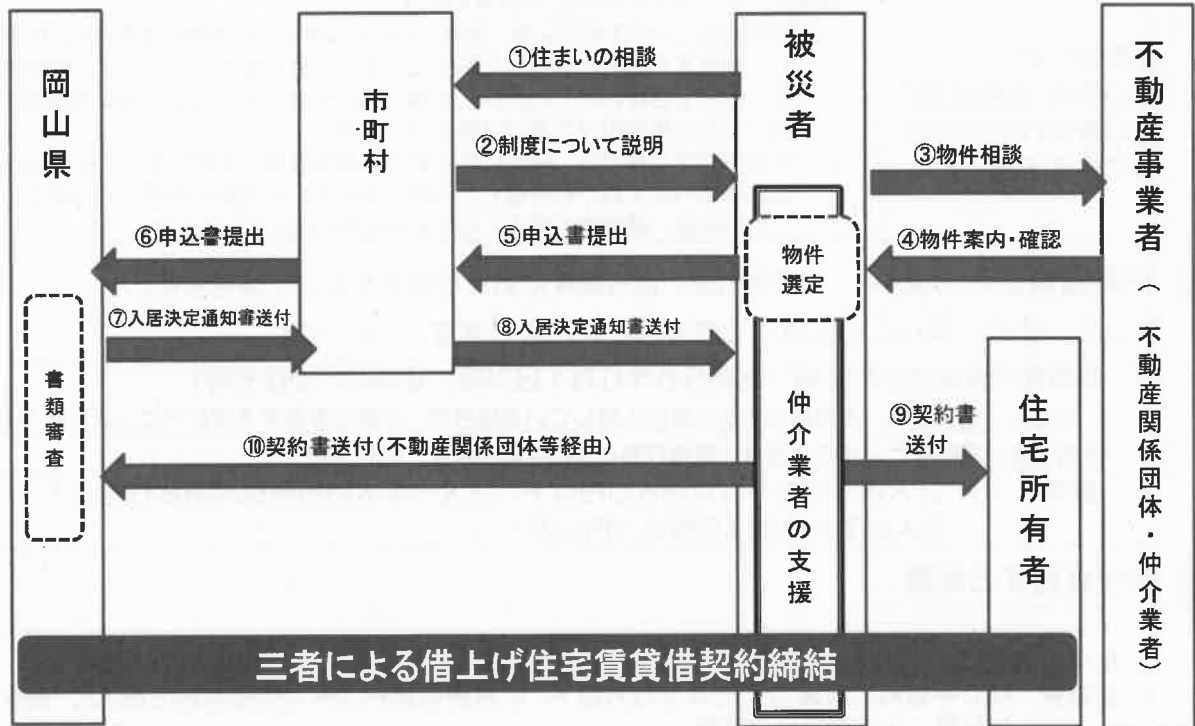 岡山県
市町村
被災者
不動産事業者(不動産関係団体・仲介業者)
①住まいの相談
②制度について説明
③物件相談
④物件案内・確認
物件
選定
⑤申込書提出
⑥申込書提出
⑦入居決定通知書送付
⑧入居決定通知書送付
書類審査
仲介業者の支援
住宅所有者
⑨契約書
送付
⑩契約書送付(不動産関係団体等経由)
三者による借上げ住宅賃貸借契約締結